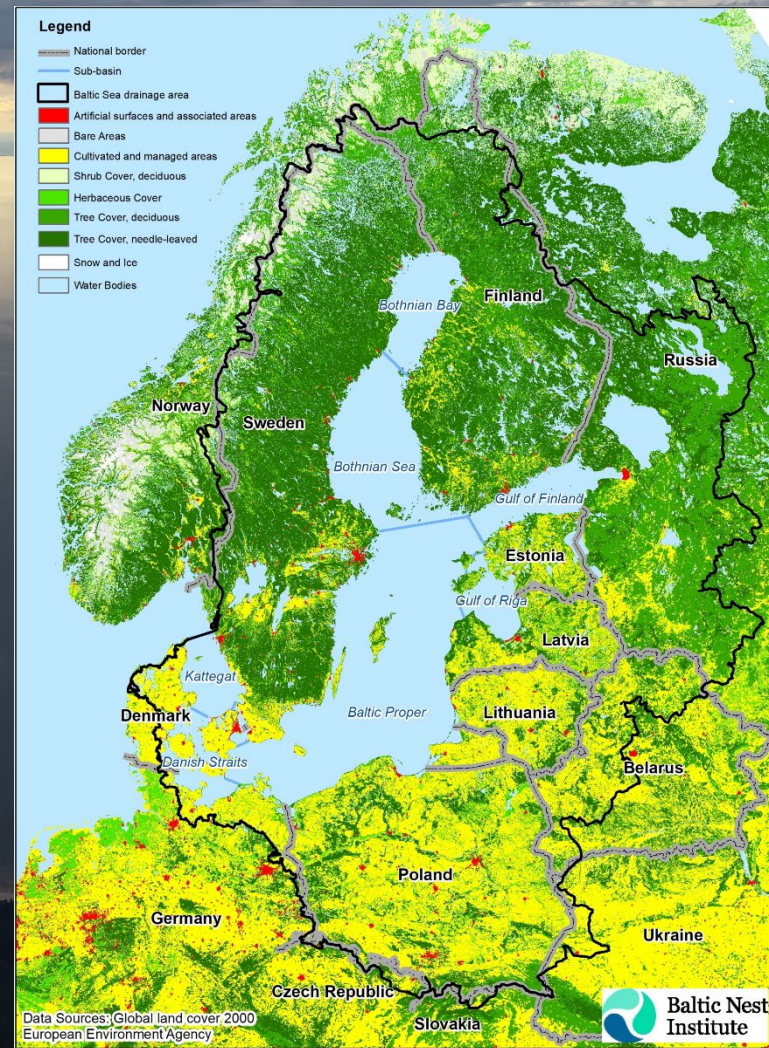 Legend
National border
Sub-basin
Baltic Sea drainage area
Artificial surfaces and associated areas
Bare Areas
Cultivated and managed areas
Shrub Cover, deciduous
Herbaceous Cover
Tree Cover, deciduous
Tree Cover, needle-leaved
Snow and Ice
Water Bodies
Bothnian Bay
Finland
Russia
Norway
Sweden
Bothnian Sea
Gulf of Finland
Estonia
Gulf of Riga
Latvia
Kattegat
Denmark
Baltic Proper
Lithuania
Danish Straits
Belarus
Poland
Germany
Ukraine
Czech Republic
Slovakia
Data Sources: Global land cover 2000
European Environment Agency
Baltic Nest
Institute